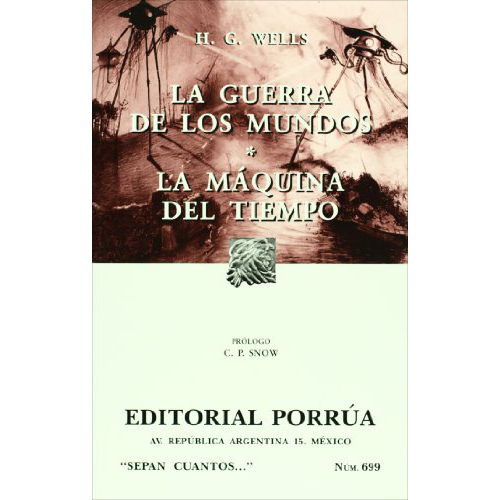 H. G. WELLS
LA GUERRA
DE LOS MUNDOS
*
LA MÁQUINA
DEL TIEMPO
PRÓLOGO
C. P. SNOW
EDITORIAL PORRÚA
AV. REPÚBLICA ARGENTINA 15. MÉXICO
"SEPAN CUANTOS..." NÚM. 699